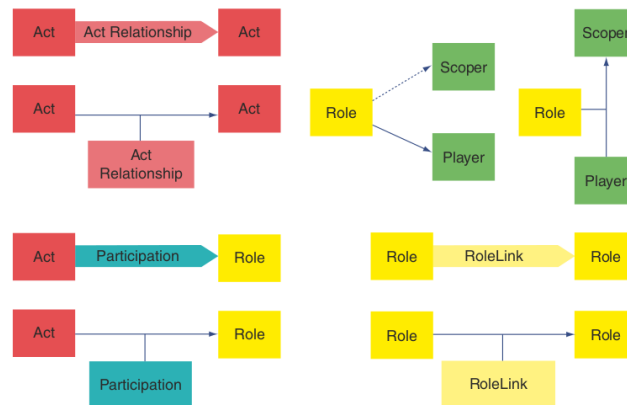 Act
Act Relationship
Act
Act
Act
Act
Relationship
Scoper
Role
Player
Scoper
Role
Player
Act
Participation
Role
Act
Role
Participation
Role
RoleLink
Role
Role
Role
RoleLink